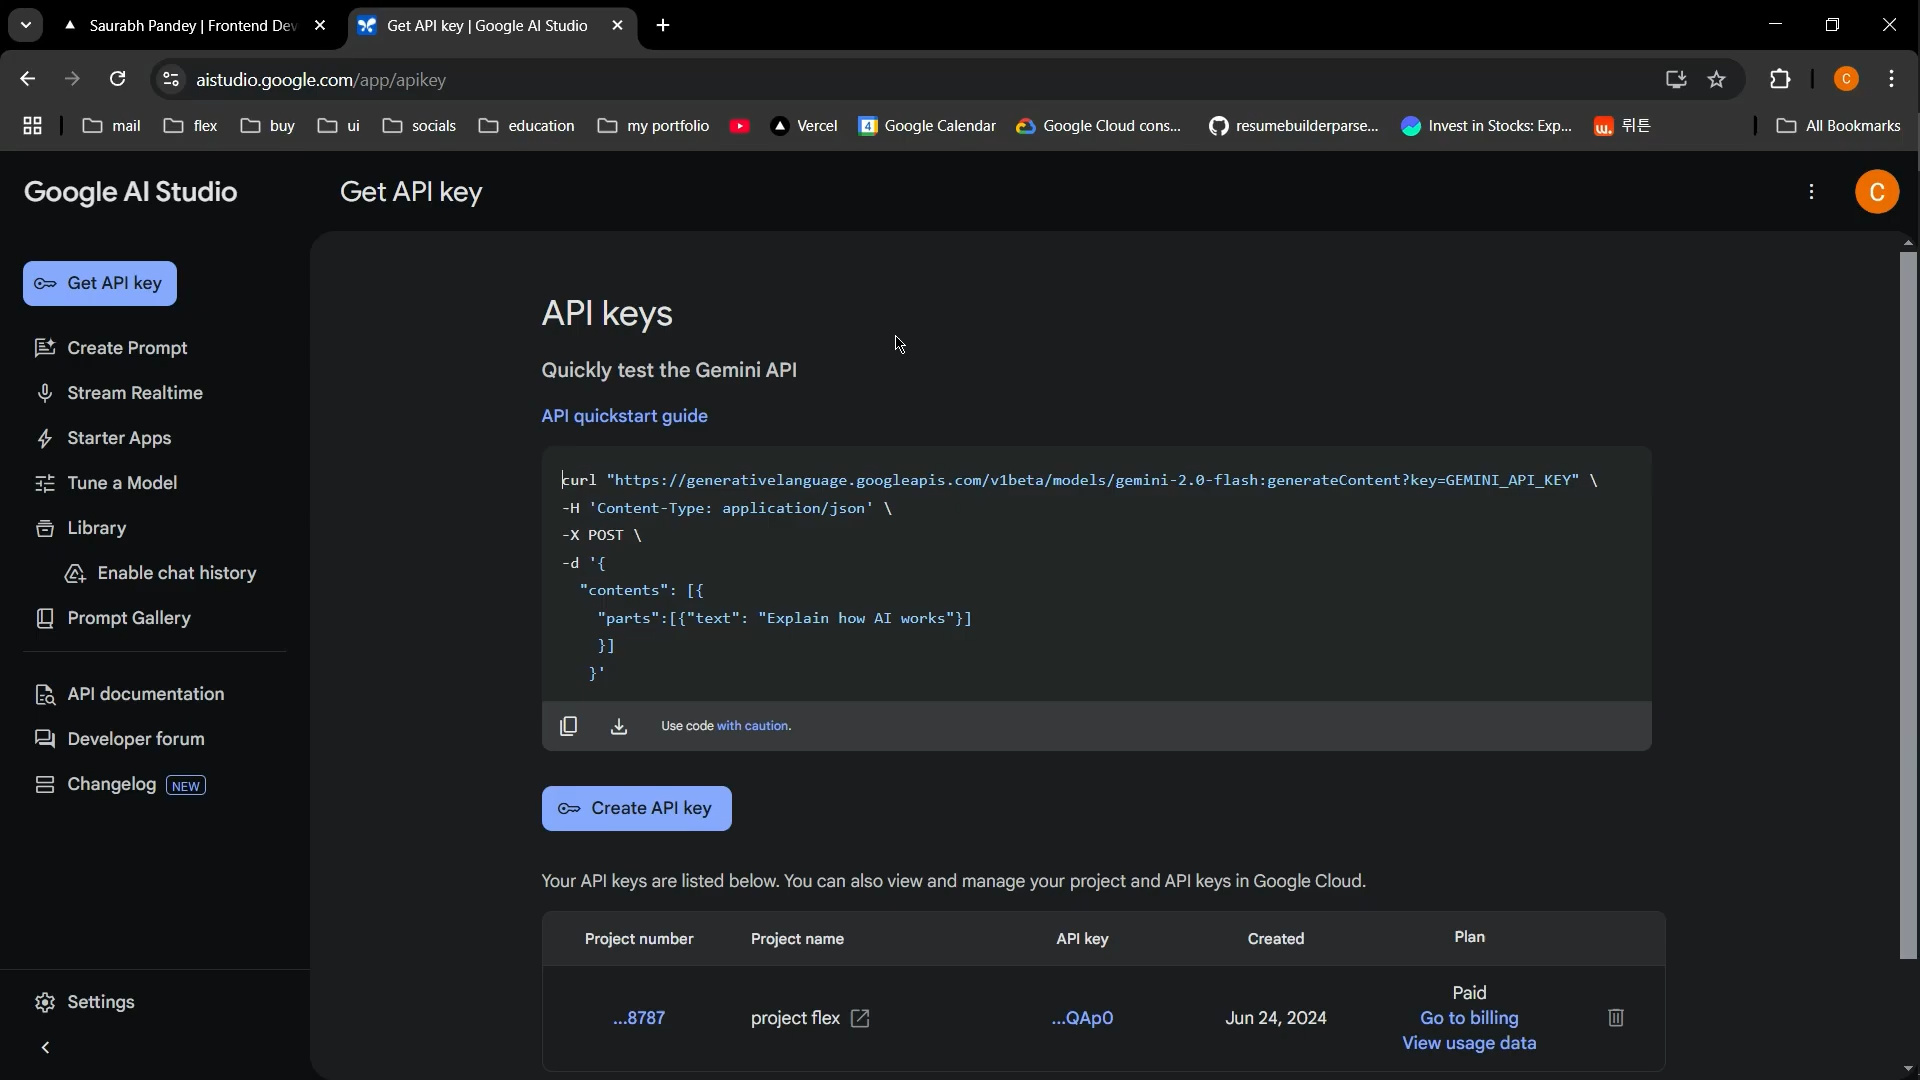 Saurabh Pandey | Frontend Dev
Get API key | Google AI Studio
aistudio.google.com/app/apikey
C
mail
flex
buy
ui
socials
education
my portfolio
Vercel
4
Google Calendar
Google Cloud cons...
resumebuilderparse...
Invest in Stocks: Exp...
w.
뤼튼
All Bookmarks
Google AI Studio
Get API key
C
Get API key
Create Prompt
Stream Realtime
Starter Apps
Tune a Model
Library
Enable chat history
Prompt Gallery
API documentation
Developer forum
Changelog NEW
Settings
API keys
Quickly test the Gemini API
API quickstart guide
curl "https://generativelanguage.googleapis.com/v1beta/models/gemini-2.0-flash:generateContent?key=GEMINI_API_KEY" \
-H 'Content-Type: application/json' \
-X POST \
-d '{
"contents": [{
"parts":[{"text": "Explain how AI works"}]
}]
}'
Use code with caution.
Create API key
Your API keys are listed below. You can also view and manage your project and API keys in Google Cloud.
Project number Project name API key Created Plan
...8787 project flex ...QAp0 Jun 24, 2024 Paid
Go to billing
View usage data